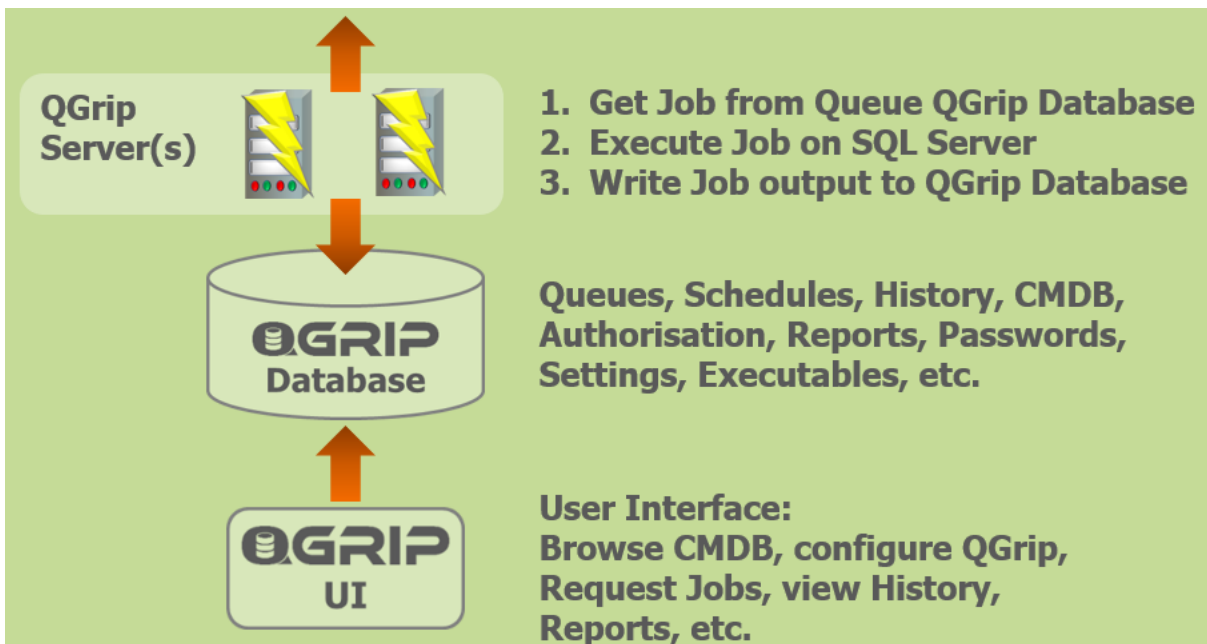 QGrip
Server(s)
1. Get Job from Queue QGrip Database
2. Execute Job on SQL Server
3. Write Job output to QGrip Database
QGRIP
Database
Queues, Schedules, History, CMDB,
Authorisation, Reports, Passwords,
Settings, Executables, etc.
QGRIP
UI
User Interface:
Browse CMDB, configure QGrip,
Request Jobs, view History,
Reports, etc.